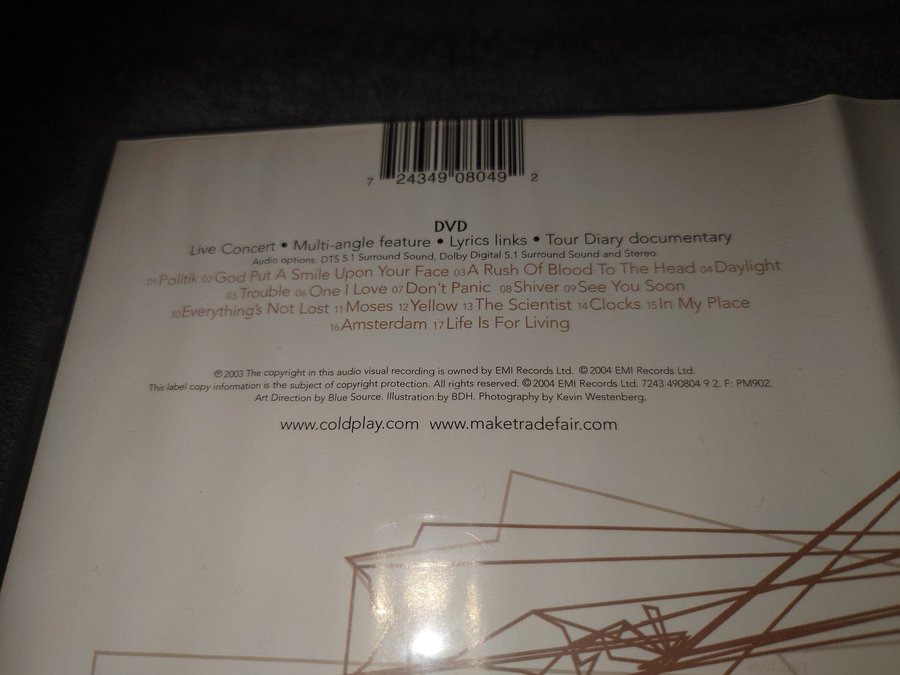 7 24349 08049 2
DVD
Live Concert • Multi-angle feature • Lyrics links • Tour Diary documentary
Audio options: DTS 5.1 Surround Sound, Dolby Digital 5.1 Surround Sound and Stereo.
01 Politik 02 God Put A Smile Upon Your Face 03 A Rush Of Blood To The Head 04 Daylight
05 Trouble 06 One I Love 07 Don't Panic 08 Shiver 09 See You Soon
10 Everything's Not Lost 11 Moses 12 Yellow 13 The Scientist 14 Clocks 15 In My Place
16 Amsterdam 17 Life Is For Living
℗ 2003 The copyright in this audio visual recording is owned by EMI Records Ltd. © 2004 EMI Records Ltd.
This label copy information is the subject of copyright protection. All rights reserved. © 2004 EMI Records Ltd. 7243 490804 9 2. F: PM902.
Art Direction by Blue Source. Illustration by BDH. Photography by Kevin Westenberg.
www.coldplay.com www.maketradefair.com